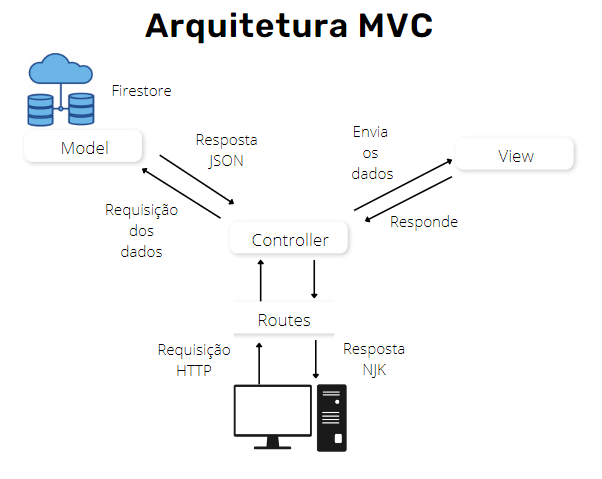 Arquitetura MVC
Firestore
Model
Resposta
JSON
Envia
os
dados
View
Requisição
dos
dados
Responde
Controller
Routes
Requisição
HTTP
Resposta
NJK